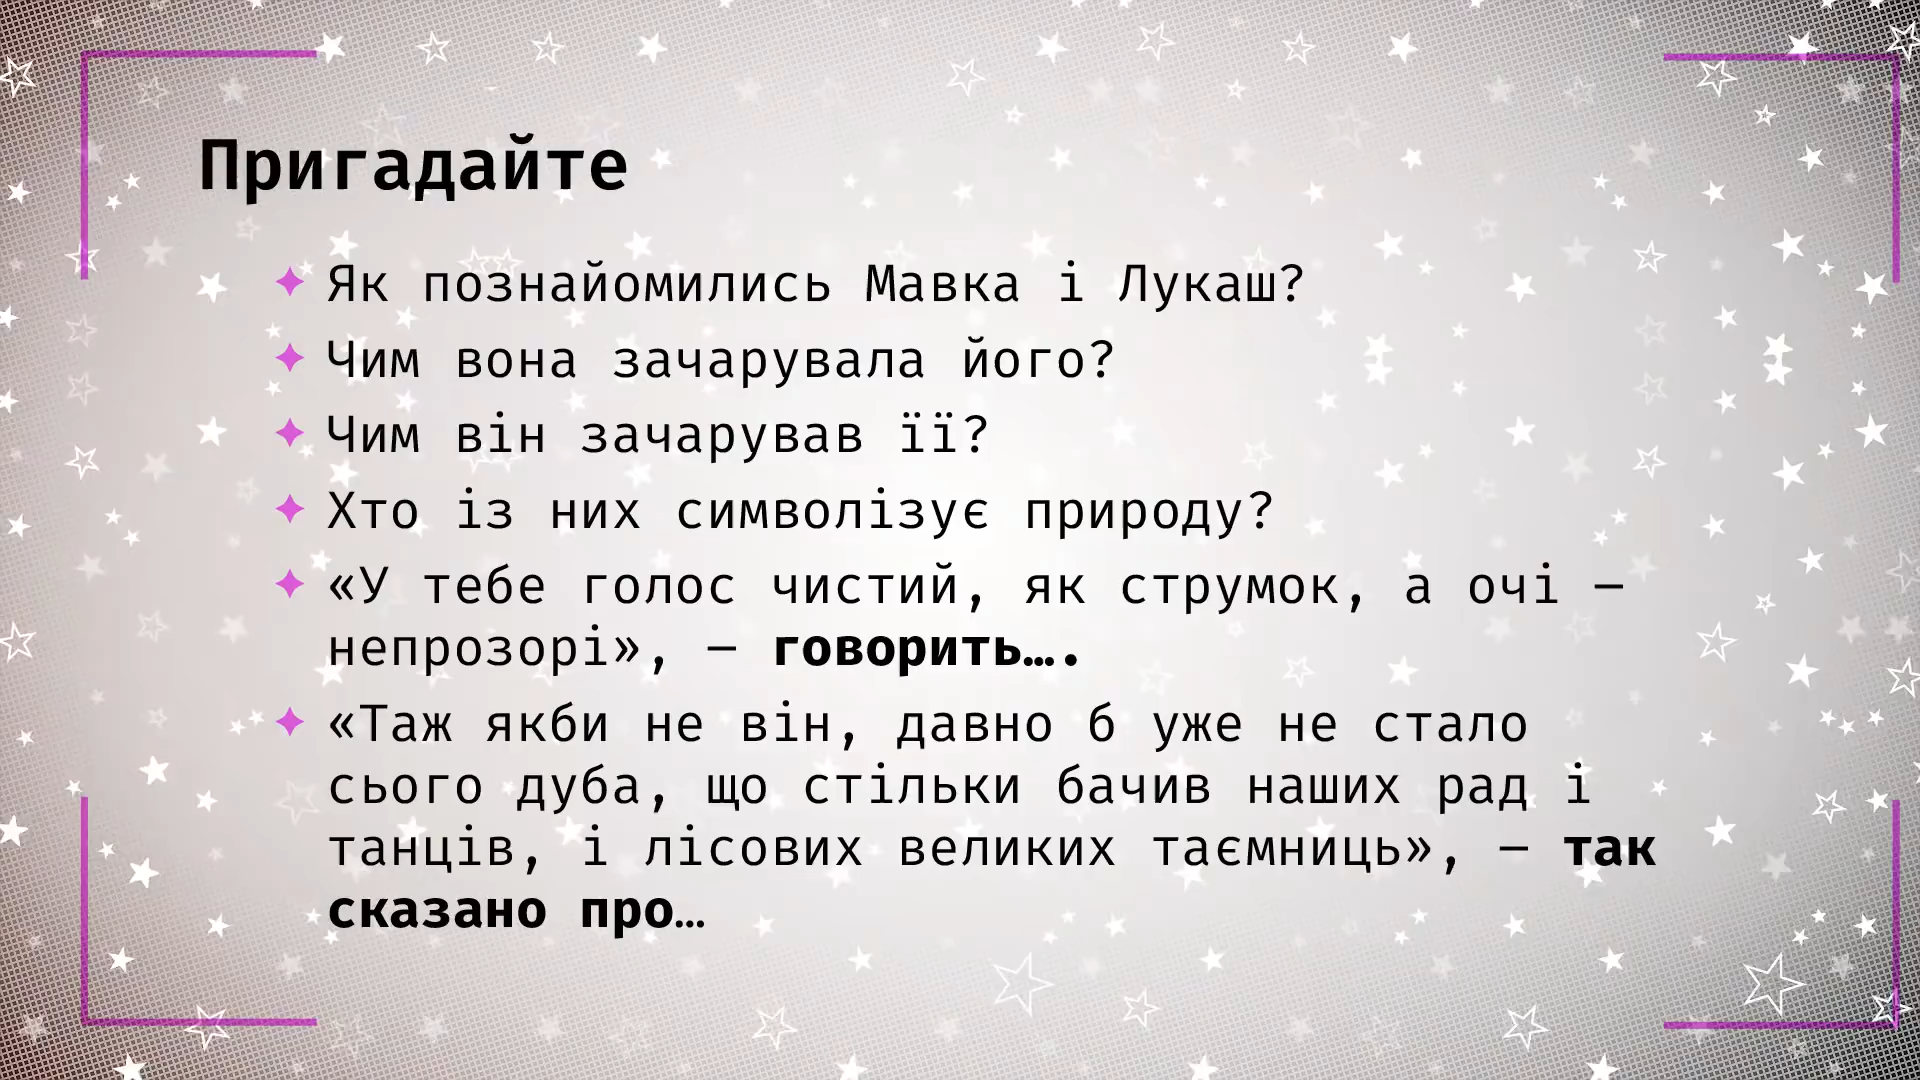 Пригадайте
Як познайомились Мавка і Лукаш?
Чим вона зачарувала його?
Чим він зачарував її?
Хто із них символізує природу?
«У тебе голос чистий, як струмок, а очі –
непрозорі», – говорить….
«Таж якби не він, давно б уже не стало
сього дуба, що стільки бачив наших рад і
танців, і лісових великих таємниць», – так
сказано про…